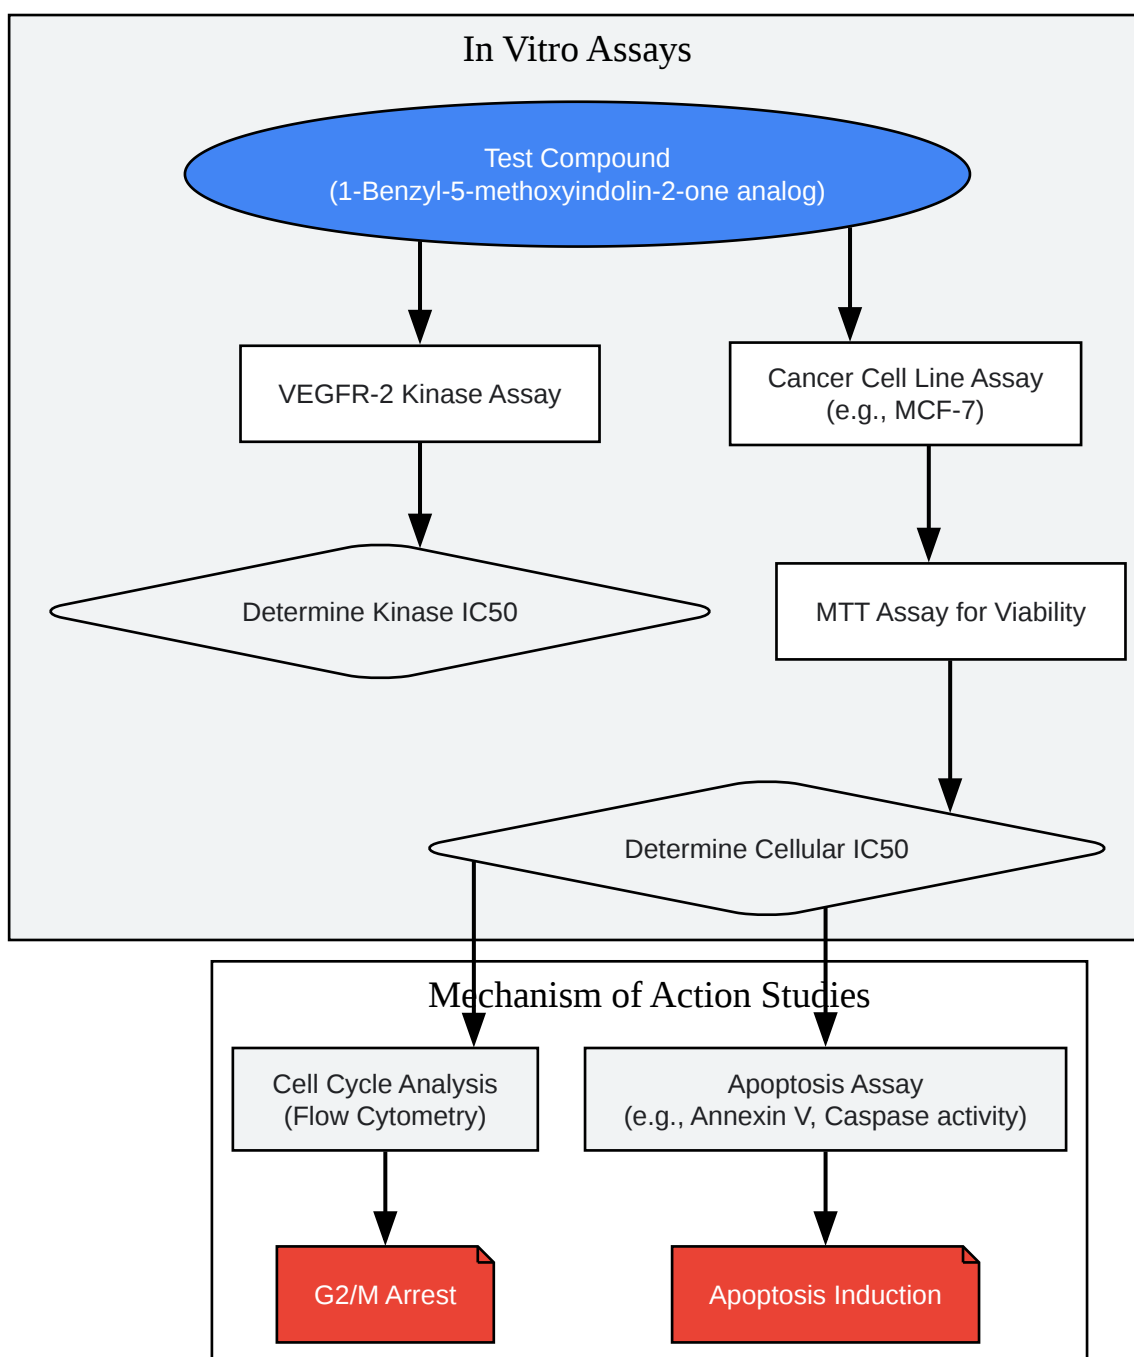 In Vitro Assays
Test Compound
(1-Benzyl-5-methoxyindolin-2-one analog)
VEGFR-2 Kinase Assay
Cancer Cell Line Assay
(e.g., MCF-7)
Determine Kinase IC50
MTT Assay for Viability
Determine Cellular IC50
Mechanism of Action Studies
Cell Cycle Analysis
(Flow Cytometry)
Apoptosis Assay
(e.g., Annexin V, Caspase activity)
G2/M Arrest
Apoptosis Induction